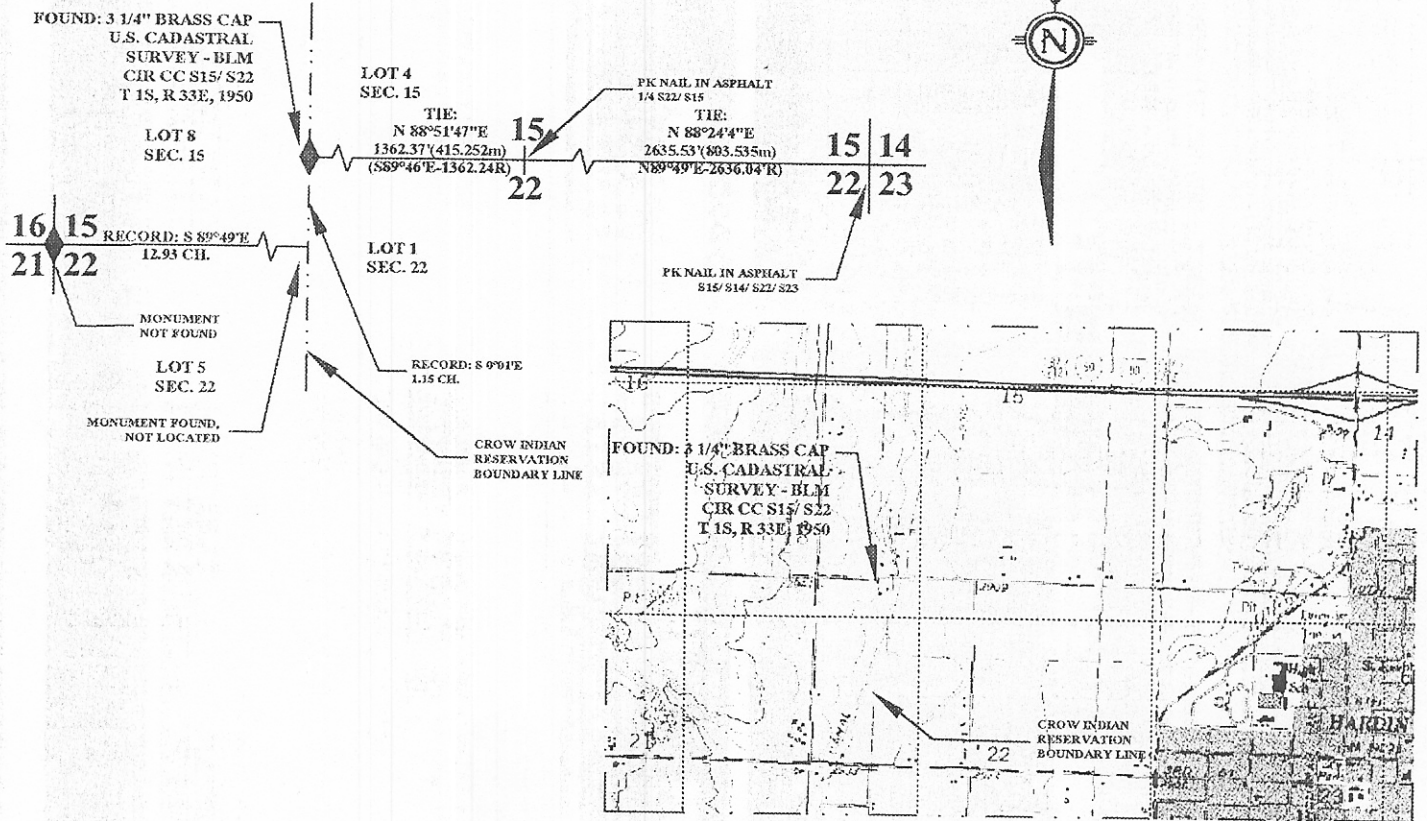 FOUND: 3 1/4" BRASS CAP
U.S. CADASTRAL
SURVEY - BLM
CIR CC S15/ S22
T 1S, R 33E, 1950
LOT 8
SEC. 15
LOT 4
SEC. 15
TIE:
N 88°51'47"E
1362.37'(415.252m)
(S89°46'E-1362.24R)
15
22
PK NAIL IN ASPHALT
1/4 S22/ S15
TIE:
N 88°24'4"E
2635.53'(803.535m)
N89°49'E-2636.04'R)
15 14
22 23
N
PK NAIL IN ASPHALT
S15/ S14/ S22/ S23
16 15
21 22
RECORD: S 89°49'E
12.93 CH.
LOT 1
SEC. 22
MONUMENT
NOT FOUND
LOT 5
SEC. 22
RECORD: S 0°01'E
1.15 CH.
MONUMENT FOUND,
NOT LOCATED
CROW INDIAN
RESERVATION
BOUNDARY LINE
16
15
14
FOUND: 3 1/4" BRASS CAP
U.S. CADASTRAL
SURVEY - BLM
CIR CC S15/ S22
T 1S, R 33E, 1950
Pit
HARDIN
CROW INDIAN
RESERVATION
BOUNDARY LINE
21
22
23